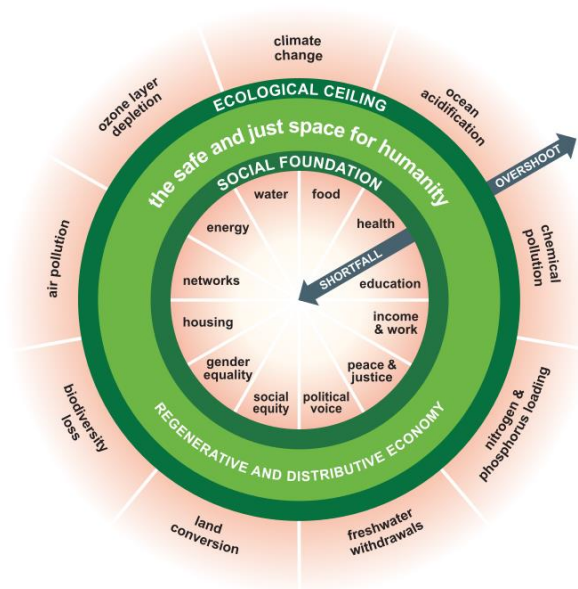 climate
change
ocean
acidification
chemical
pollution
nitrogen &
phosphorus loading
freshwater
withdrawals
land
conversion
biodiversity
loss
air pollution
ozone layer
depletion
ECOLOGICAL CEILING
the safe and just space for humanity
OVERSHOOT
SOCIAL FOUNDATION
water
food
health
SHORTFALL
education
income
& work
peace &
justice
political
voice
social
equity
gender
equality
housing
networks
energy
REGENERATIVE AND DISTRIBUTIVE ECONOMY